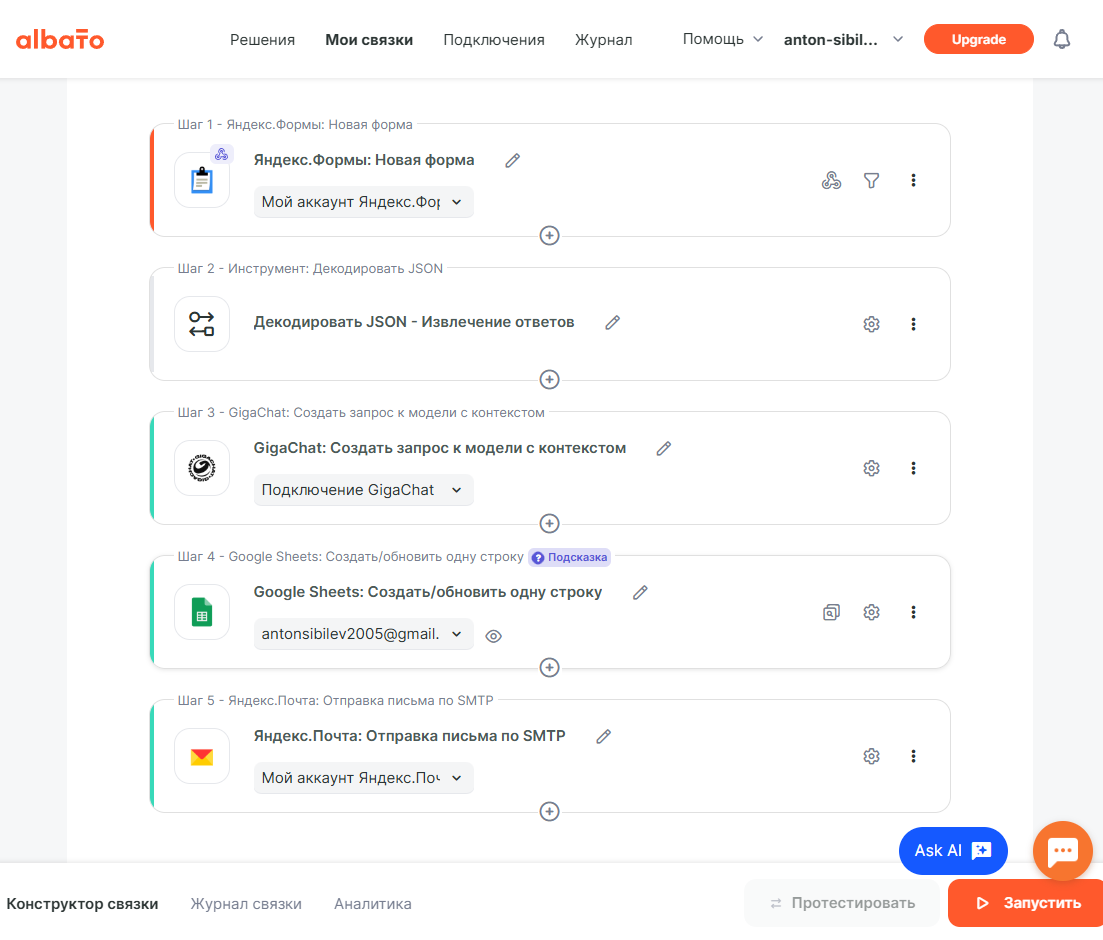 albato
Решения
Мои связки
Подключения
Журнал
Помощь
anton-sibil...
Upgrade
Шаг 1 - Яндекс.Формы: Новая форма
Яндекс.Формы: Новая форма
Мой аккаунт Яндекс.Фор
Шаг 2 - Инструмент: Декодировать JSON
Декодировать JSON - Извлечение ответов
Шаг 3 - GigaChat: Создать запрос к модели с контекстом
GigaChat: Создать запрос к модели с контекстом
Подключение GigaChat
Шаг 4 - Google Sheets: Создать/обновить одну строку
? Подсказка
Google Sheets: Создать/обновить одну строку
antonsibilev2005@gmail.
Шаг 5 - Яндекс.Почта: Отправка письма по SMTP
Яндекс.Почта: Отправка письма по SMTP
Мой аккаунт Яндекс.Поч
Ask AI
Конструктор связки
Журнал связки
Аналитика
Протестировать
Запустить